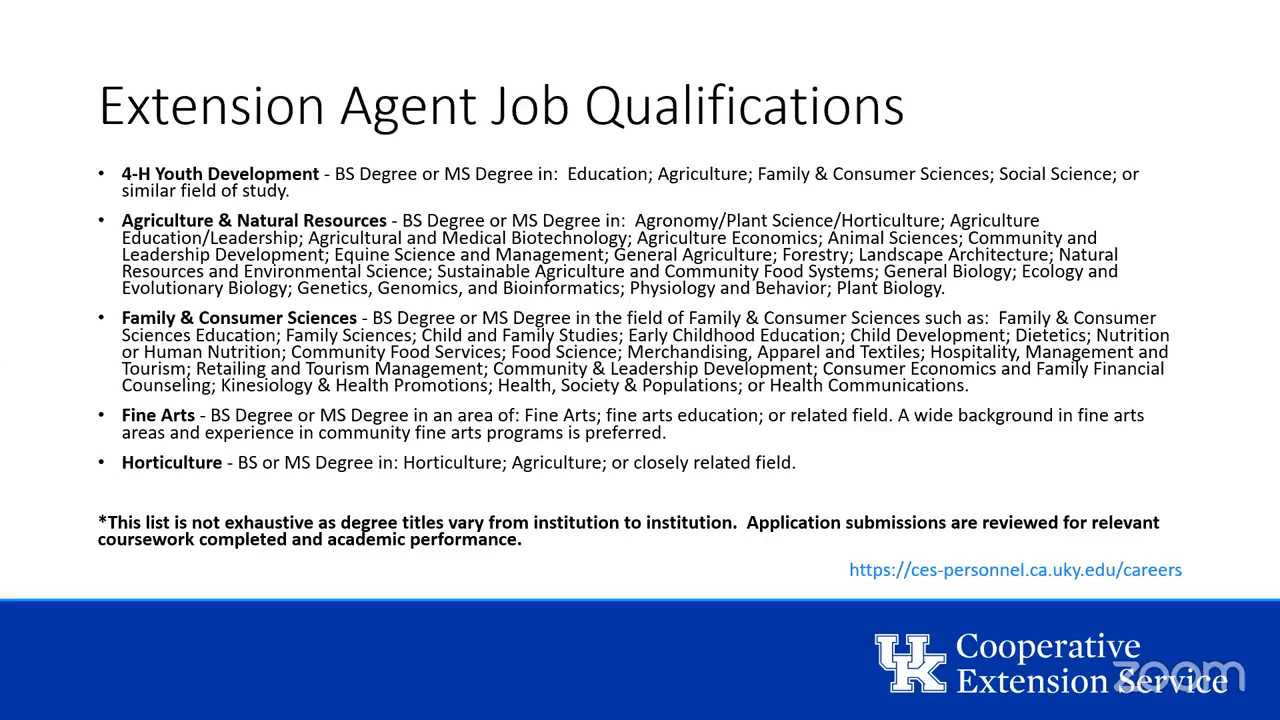 Extension Agent Job Qualifications
• 4-H Youth Development - BS Degree or MS Degree in:  Education; Agriculture; Family & Consumer Sciences; Social Science; or
similar field of study.
• Agriculture & Natural Resources - BS Degree or MS Degree in:  Agronomy/Plant Science/Horticulture; Agriculture
Education/Leadership; Agricultural and Medical Biotechnology; Agriculture Economics; Animal Sciences; Community and
Leadership Development; Equine Science and Management; General Agriculture; Forestry; Landscape Architecture; Natural
Resources and Environmental Science; Sustainable Agriculture and Community Food Systems; General Biology; Ecology and
Evolutionary Biology; Genetics, Genomics, and Bioinformatics; Physiology and Behavior; Plant Biology.
• Family & Consumer Sciences - BS Degree or MS Degree in the field of Family & Consumer Sciences such as:  Family & Consumer
Sciences Education; Family Sciences; Child and Family Studies; Early Childhood Education; Child Development; Dietetics; Nutrition
or Human Nutrition; Community Food Services; Food Science; Merchandising, Apparel and Textiles; Hospitality, Management and
Tourism; Retailing and Tourism Management; Community & Leadership Development; Consumer Economics and Family Financial
Counseling; Kinesiology & Health Promotions; Health, Society & Populations; or Health Communications.
• Fine Arts - BS Degree or MS Degree in an area of: Fine Arts; fine arts education; or related field. A wide background in fine arts
areas and experience in community fine arts programs is preferred.
• Horticulture - BS or MS Degree in: Horticulture; Agriculture; or closely related field.
*This list is not exhaustive as degree titles vary from institution to institution.  Application submissions are reviewed for relevant
coursework completed and academic performance.
https://ces-personnel.ca.uky.edu/careers
UK
Cooperative
Extension Service
zoom